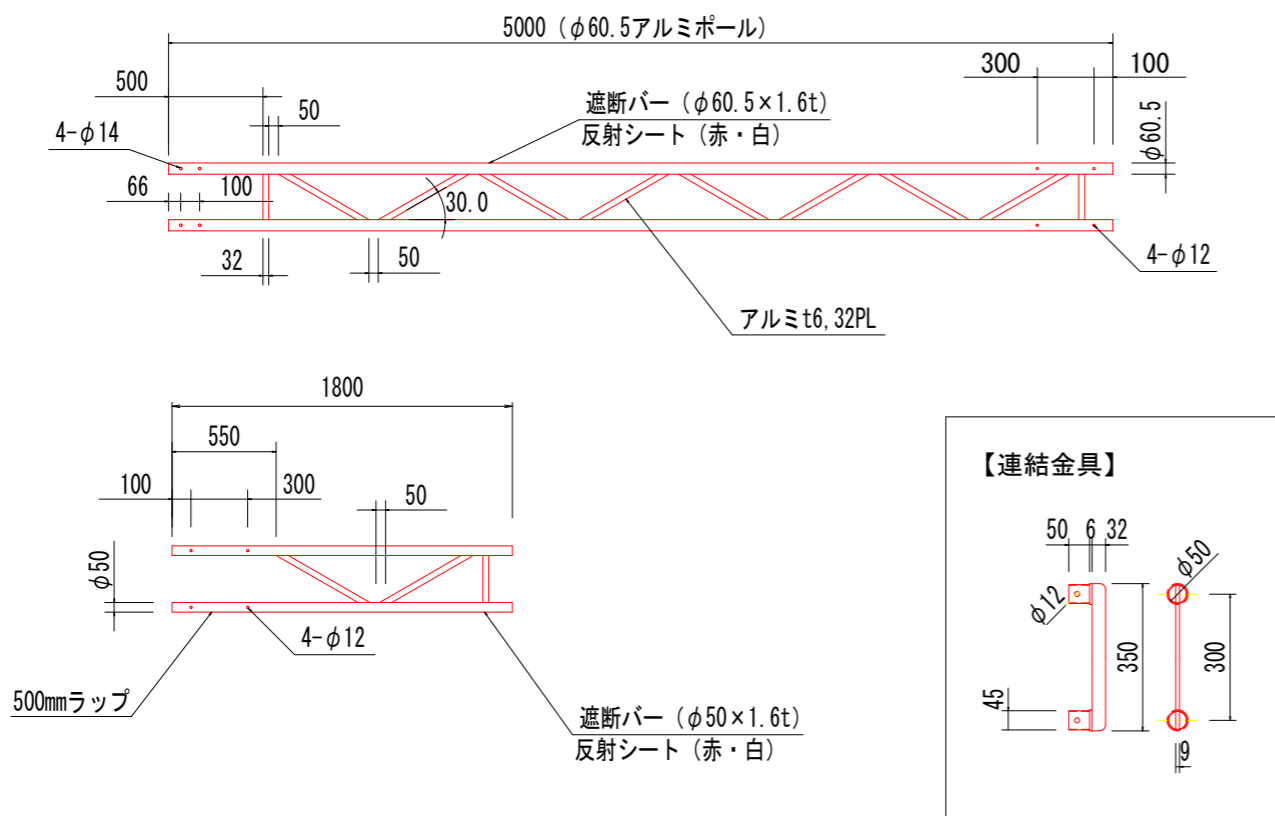 5000 (φ60.5アルミポール)
500
300
100
50
遮断バー (φ60.5×1.6t)
反射シート (赤・白)
4-φ14
φ60.5
66
100
30.0
32
50
4-φ12
アルミt6,32PL
1800
550
100
300
50
φ50
4-φ12
500mmラップ
遮断バー (φ50×1.6t)
反射シート (赤・白)
【連結金具】
50
6
32
φ50
φ12
350
300
45
9